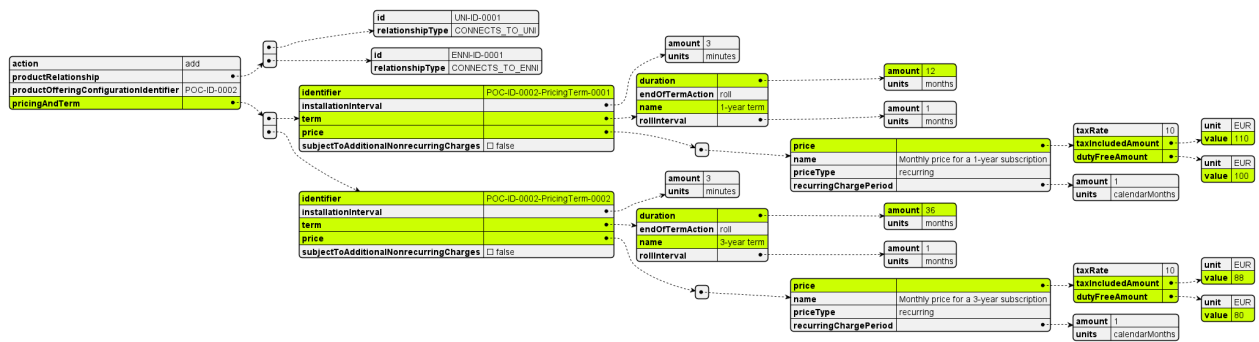 action add
productRelationship
productOfferingConfigurationIdentifier POC-ID-0002
pricingAndTerm
id UNI-ID-0001
relationshipType CONNECTS_TO_UNI
id ENNI-ID-0001
relationshipType CONNECTS_TO_ENNI
identifier POC-ID-0002-PricingTerm-0001
installationInterval
term
price
subjectToAdditionalNonrecurringCharges ☐ false
amount 3
units minutes
duration
endOfTermAction roll
name 1-year term
rollInterval
amount 12
units months
amount 1
units months
price
name Monthly price for a 1-year subscription
priceType recurring
recurringChargePeriod
taxRate 10
taxIncludedAmount
dutyFreeAmount
unit EUR
value 110
unit EUR
value 100
amount 1
units calendarMonths
identifier POC-ID-0002-PricingTerm-0002
installationInterval
term
price
subjectToAdditionalNonrecurringCharges ☐ false
amount 3
units minutes
duration
endOfTermAction roll
name 3-year term
rollInterval
amount 36
units months
amount 1
units months
price
name Monthly price for a 3-year subscription
priceType recurring
recurringChargePeriod
taxRate 10
taxIncludedAmount
dutyFreeAmount
unit EUR
value 88
unit EUR
value 80
amount 1
units calendarMonths